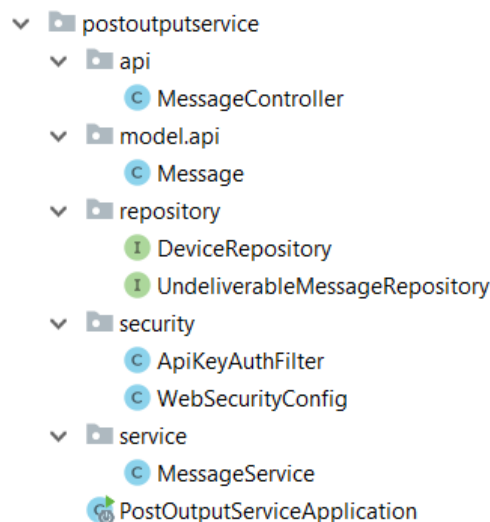 postoutputservice
api
C MessageController
model.api
C Message
repository
I DeviceRepository
I UndeliverableMessageRepository
security
C ApiKeyAuthFilter
C WebSecurityConfig
service
C MessageService
C PostOutputServiceApplication